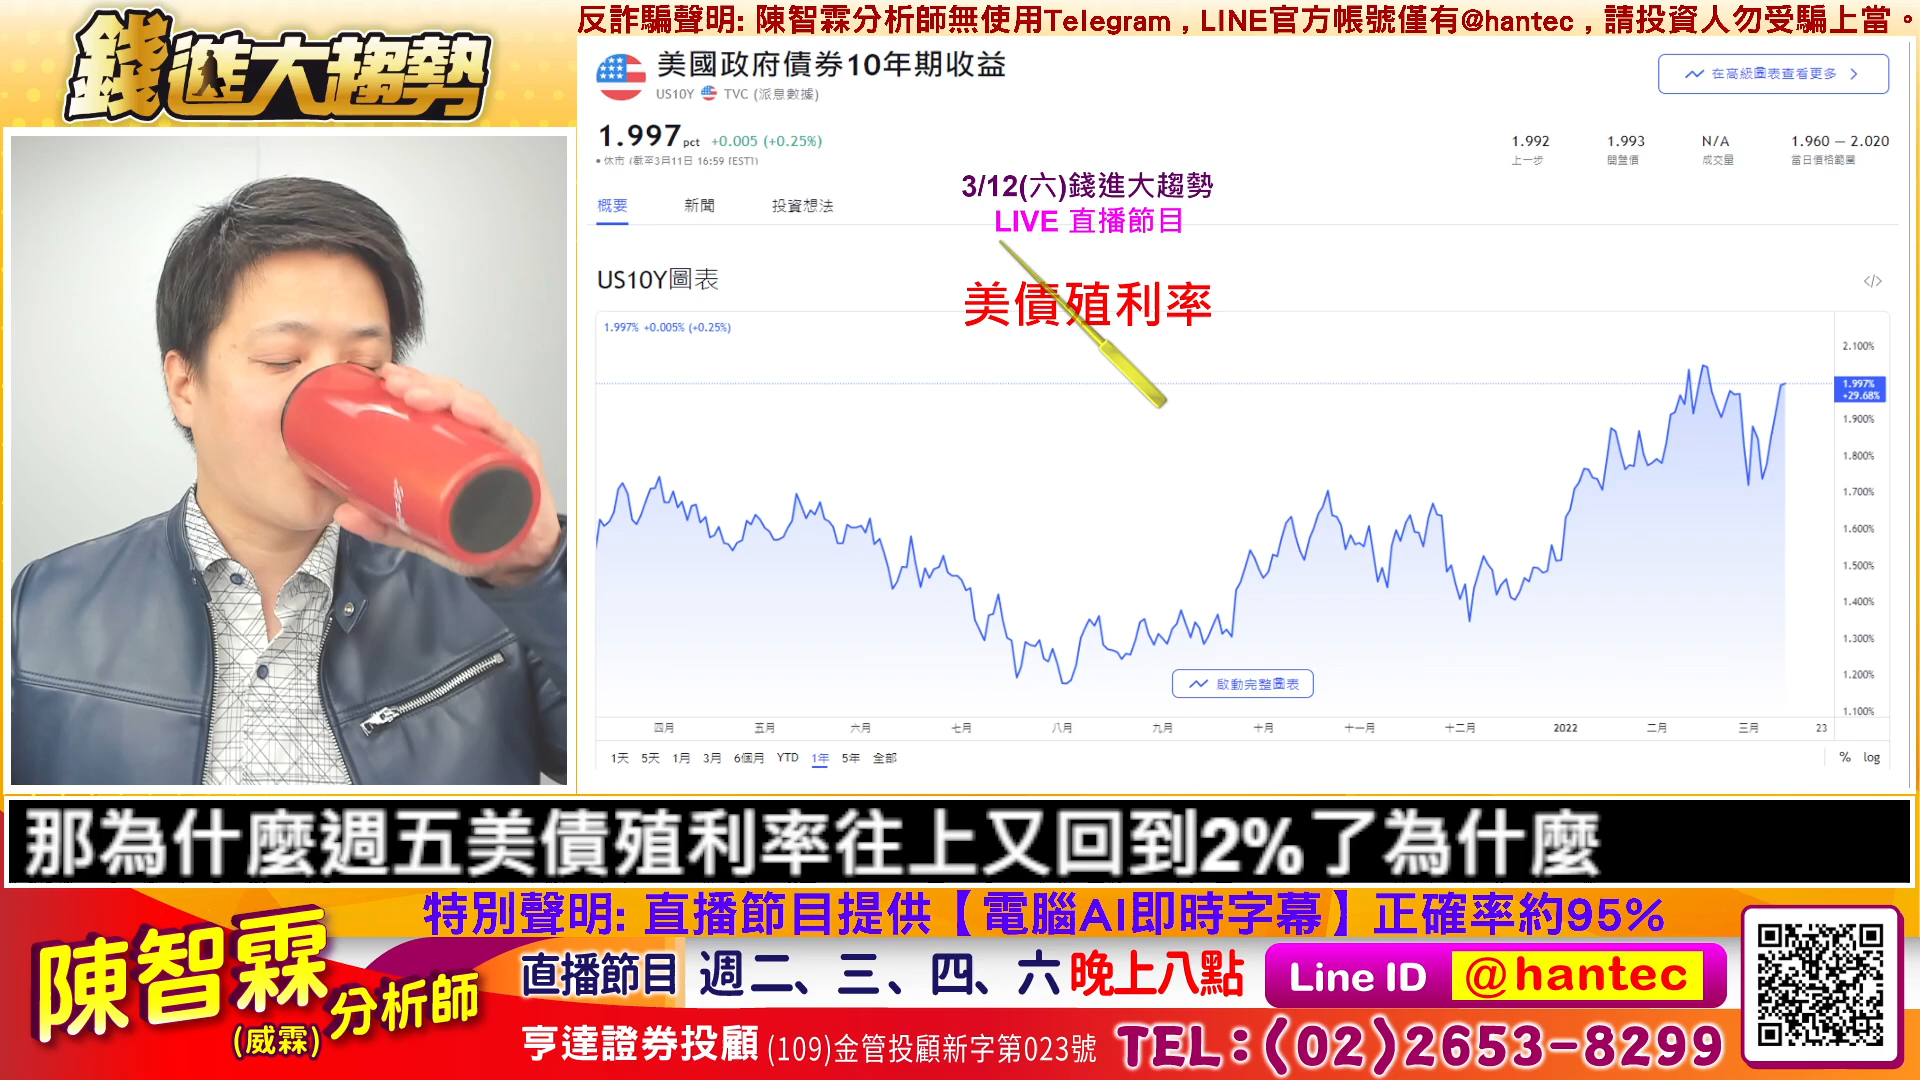 反詐騙聲明: 陳智霖分析師無使用Telegram , LINE官方帳號僅有@hantec , 請投資人勿受騙上當。
錢進大趨勢
美國政府債券10年期收益
US10Y TVC (派息數據)
在高級圖表查看更多
1.997 pct +0.005 (+0.25%)
• 休市 (截至3月11日 16:59 [EST])
1.992
上一步
1.993
開盤價
N/A
成交量
1.960 — 2.020
當日價格範圍
概要 新聞 投資想法
3/12(六)錢進大趨勢
LIVE 直播節目
US10Y圖表
</>
美債殖利率
1.997% +0.005% (+0.25%)
2.100%
1.997%
+29.68%
1.900%
1.800%
1.700%
1.600%
1.500%
1.400%
1.300%
1.200%
1.100%
啟動完整圖表
四月 五月 六月 七月 八月 九月 十月 十一月 十二月 2022 二月 三月 23
1天 5天 1月 3月 6個月 YTD 1年 5年 全部
% log
那為什麼週五美債殖利率往上又回到2%了為什麼
特別聲明: 直播節目提供【電腦AI即時字幕】正確率約95%
陳智霖分析師
(威霖)
直播節目 週二、三、四、六 晚上八點
Line ID @hantec
亨達證券投顧 (109)金管投顧新字第023號 TEL:(02)2653-8299